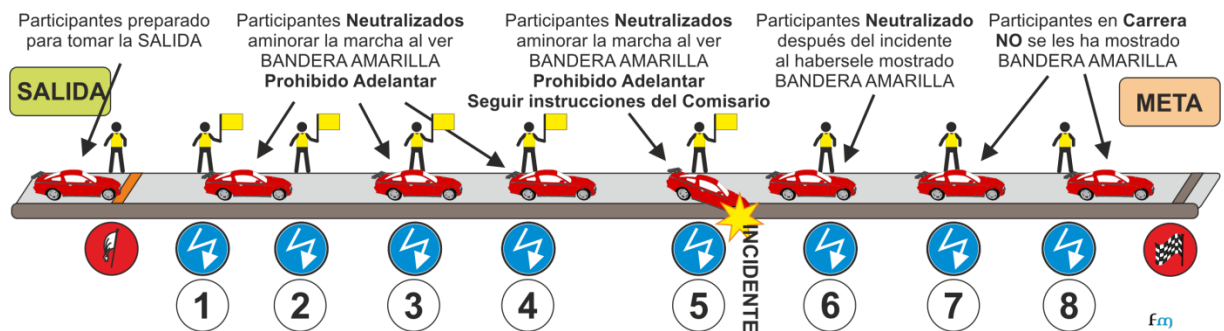 Participantes preparado
para tomar la SALIDA
Participantes Neutralizados
aminorar la marcha al ver
BANDERA AMARILLA
Prohibido Adelantar
Participantes Neutralizados
aminorar la marcha al ver
BANDERA AMARILLA
Prohibido Adelantar
Seguir instrucciones del Comisario
Participantes Neutralizado
después del incidente
al habersele mostrado
BANDERA AMARILLA
Participantes en Carrera
NO se les ha mostrado
BANDERA AMARILLA
SALIDA
META
INCIDENTE
1
2
3
4
5
6
7
8
fm